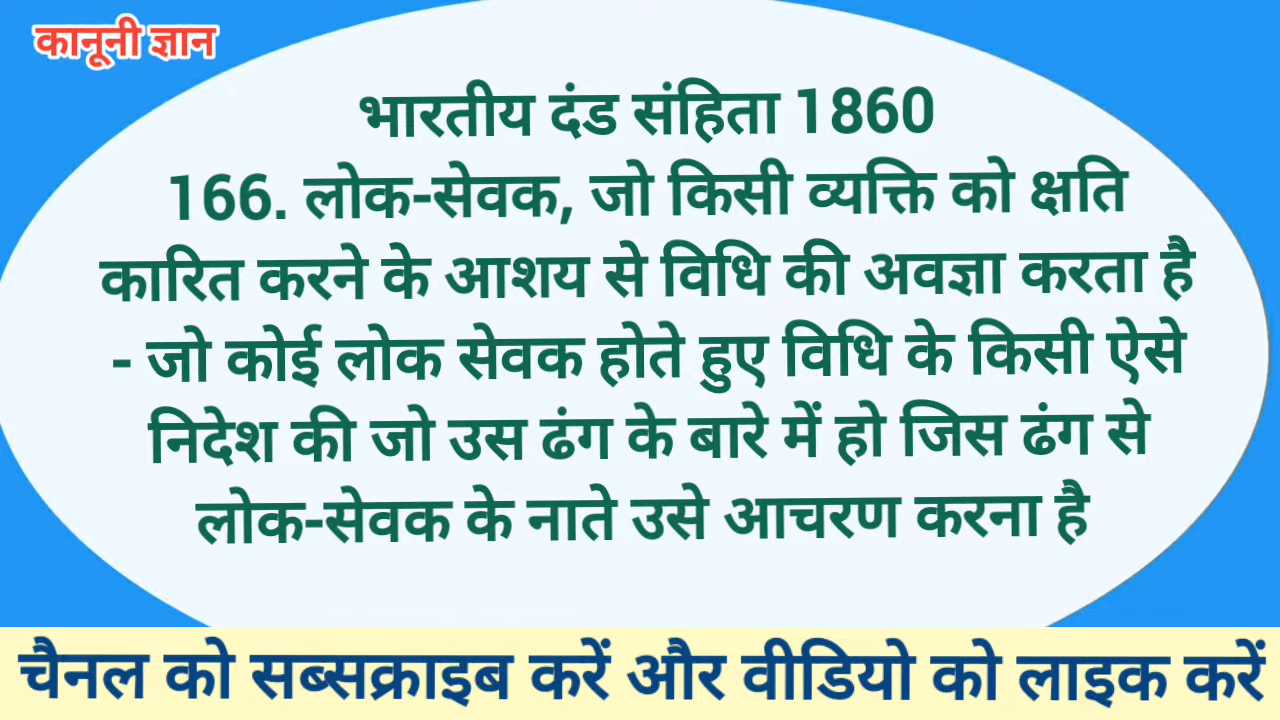 कानूनी ज्ञान
भारतीय दंड संहिता 1860
166. लोक-सेवक, जो किसी व्यक्ति को क्षति
कारित करने के आशय से विधि की अवज्ञा करता है
- जो कोई लोक सेवक होते हुए विधि के किसी ऐसे
निदेश की जो उस ढंग के बारे में हो जिस ढंग से
लोक-सेवक के नाते उसे आचरण करना है
चैनल को सब्सक्राइब करें और वीडियो को लाइक करें